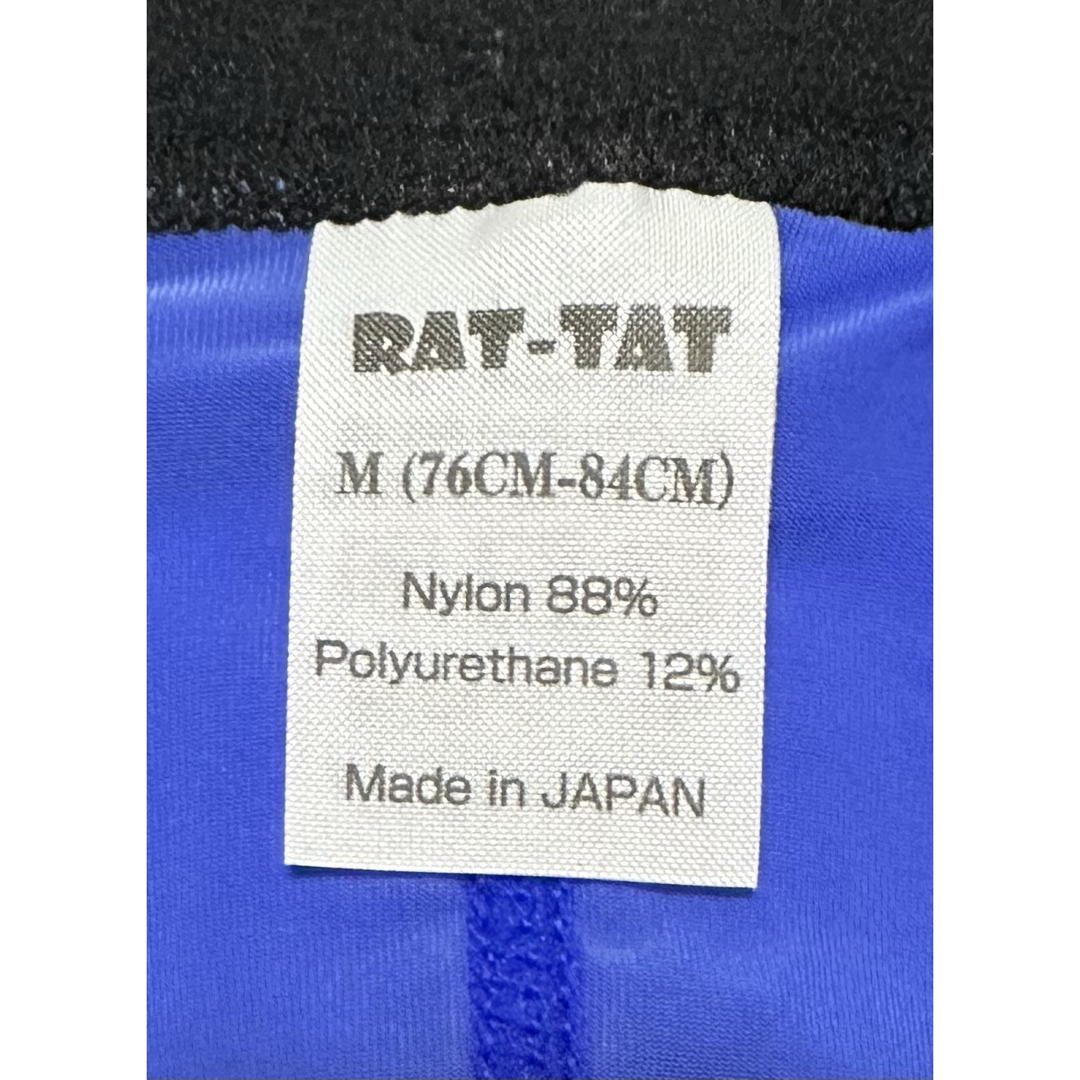 RAT-TAT
M (76CM-84CM)
Nylon 88%
Polyurethane 12%
Made in JAPAN